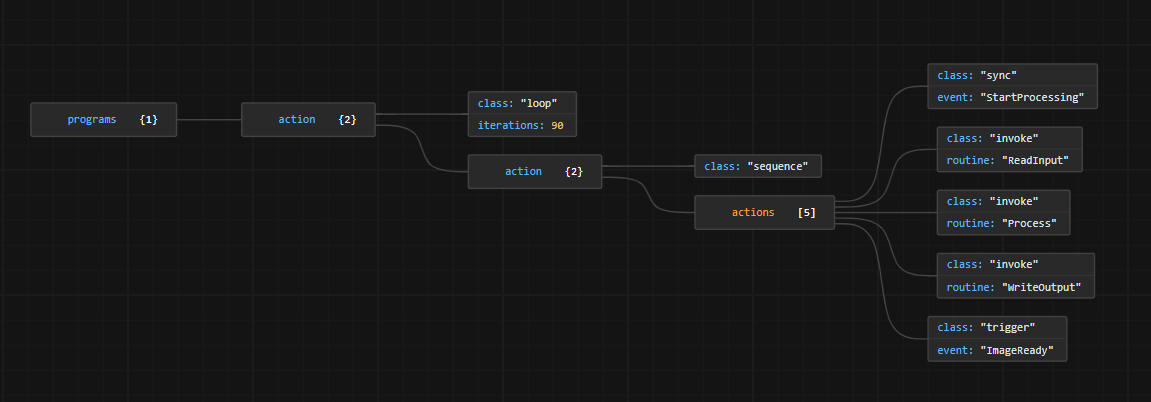 programs {1}
action {2}
class: "loop"
iterations: 90
action {2}
class: "sequence"
actions [5]
class: "sync"
event: "StartProcessing"
class: "invoke"
routine: "ReadInput"
class: "invoke"
routine: "Process"
class: "invoke"
routine: "WriteOutput"
class: "trigger"
event: "ImageReady"